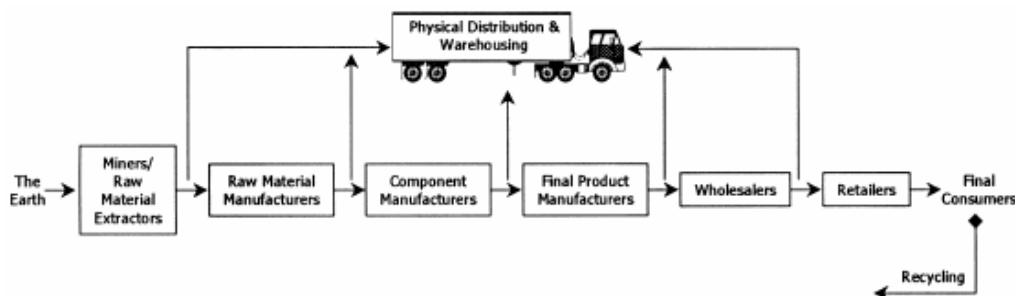 Physical Distribution &
Warehousing
The
Earth
Miners/
Raw
Material
Extractors
Raw Material
Manufacturers
Component
Manufacturers
Final Product
Manufacturers
Wholesalers
Retailers
Final
Consumers
Recycling